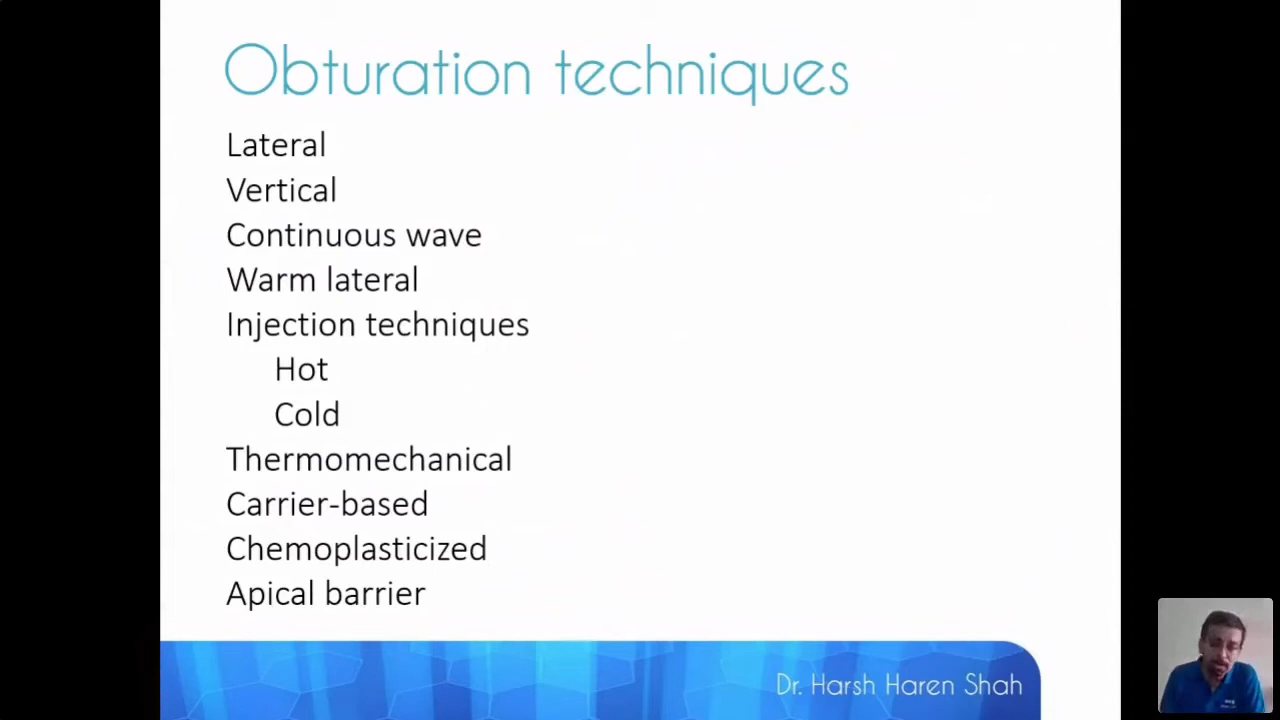 Obturation techniques
Lateral
Vertical
Continuous wave
Warm lateral
Injection techniques
Hot
Cold
Thermomechanical
Carrier-based
Chemoplasticized
Apical barrier
Dr. Harsh Haren Shah